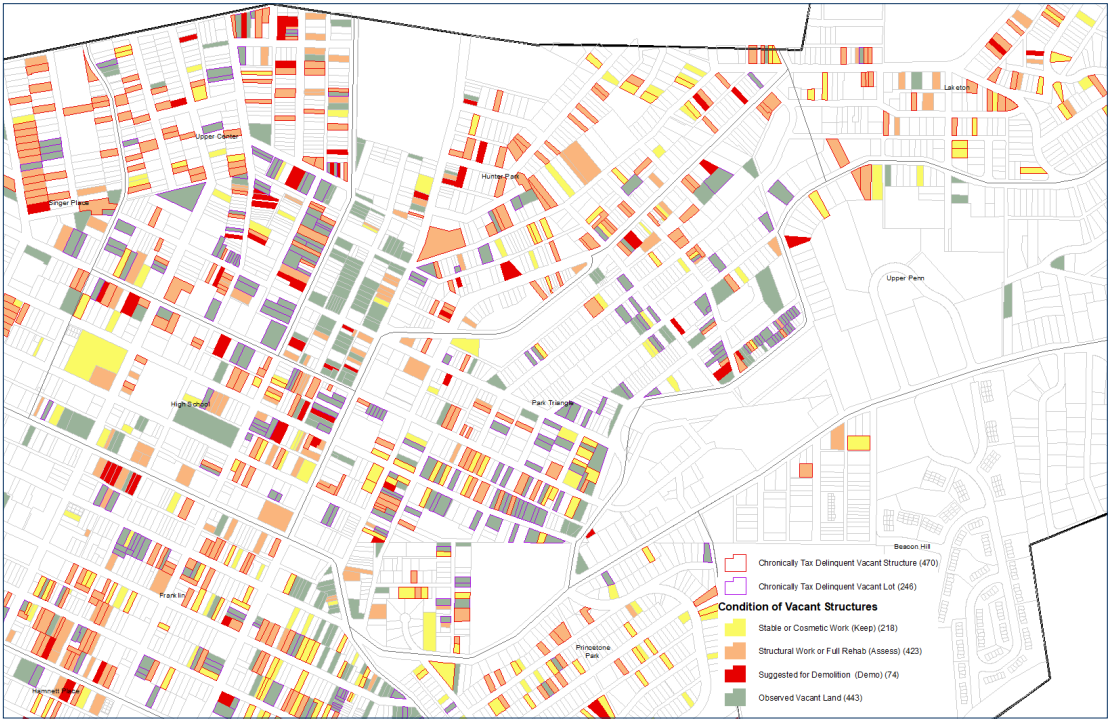 Laketon
Upper Center
Hunter Park
Singer Place
Upper Penn
High School
Park Triangle
Beacon Hill
Chronically Tax Delinquent Vacant Structure (470)
Chronically Tax Delinquent Vacant Lot (246)
Franklin
Condition of Vacant Structures
Stable or Cosmetic Work (Keep) (218)
Princetone
Park
Structural Work or Full Rehab (Assess) (423)
Suggested for Demolition (Demo) (74)
Hamnett Place
Observed Vacant Land (443)